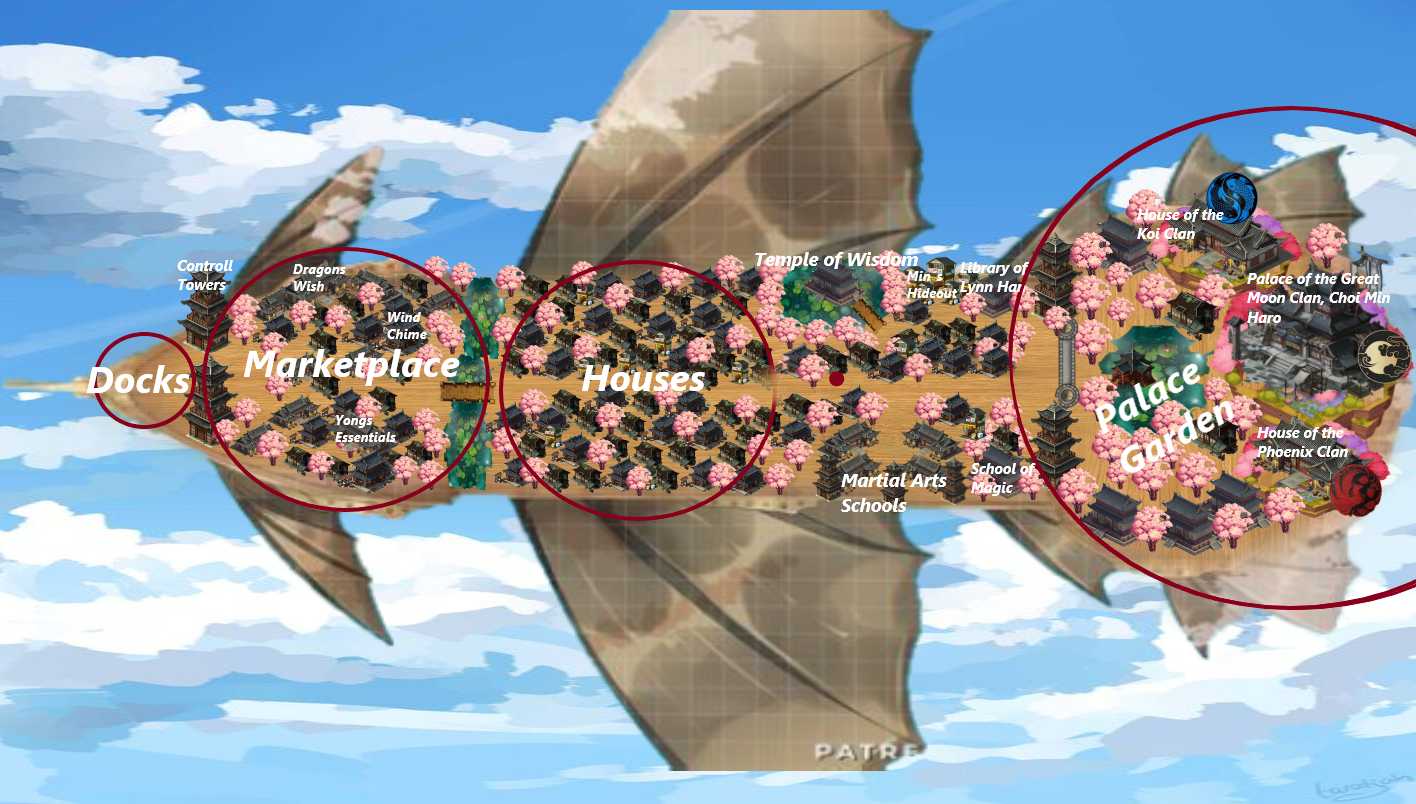 Controll
Towers
Dragons
Wish
Wind
Chime
Docks
Marketplace
Yongs
Essentials
Houses
Temple of Wisdom
Min's
Hideout
Library of
Lynn Har
Martial Arts
Schools
School of
Magic
House of the
Koi Clan
Palace of the Great
Moon Clan, Choi Min
Haro
Palace
Garden
House of the
Phoenix Clan
PATRE